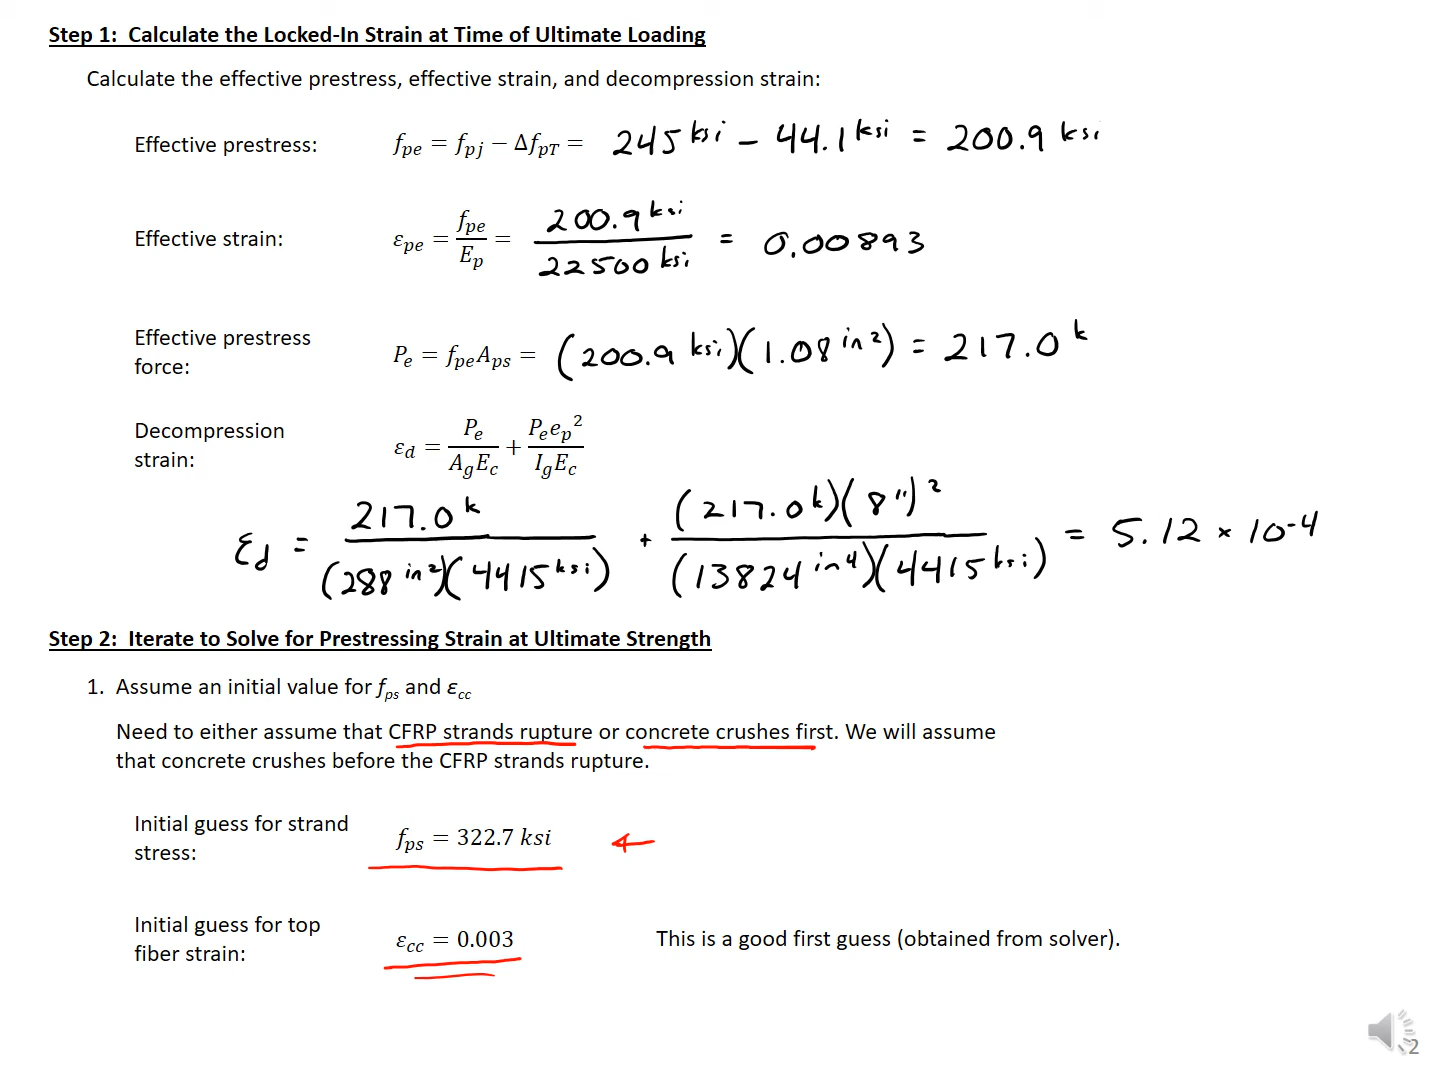 Step 1: Calculate the Locked-In Strain at Time of Ultimate Loading
Calculate the effective prestress, effective strain, and decompression strain:
Effective prestress: f_pe = f_pj − Δf_pT = 245 ksi − 44.1 ksi = 200.9 ksi
Effective strain: ε_pe = f_pe / E_p = 200.9 ksi / 22500 ksi = 0.00893
Effective prestress
force: P_e = f_pe A_ps = (200.9 ksi)(1.08 in²) = 217.0 k
Decompression
strain: ε_d = P_e / A_g E_c + P_e e_p² / I_g E_c
ε_d = 217.0 k / (288 in²)(4415 ksi) + (217.0 k)(8")² / (13824 in⁴)(4415 ksi) = 5.12 × 10⁻⁴
Step 2: Iterate to Solve for Prestressing Strain at Ultimate Strength
1. Assume an initial value for f_ps and ε_cc
Need to either assume that CFRP strands rupture or concrete crushes first. We will assume
that concrete crushes before the CFRP strands rupture.
Initial guess for strand
stress: f_ps = 322.7 ksi
Initial guess for top
fiber strain: ε_cc = 0.003 This is a good first guess (obtained from solver).
2